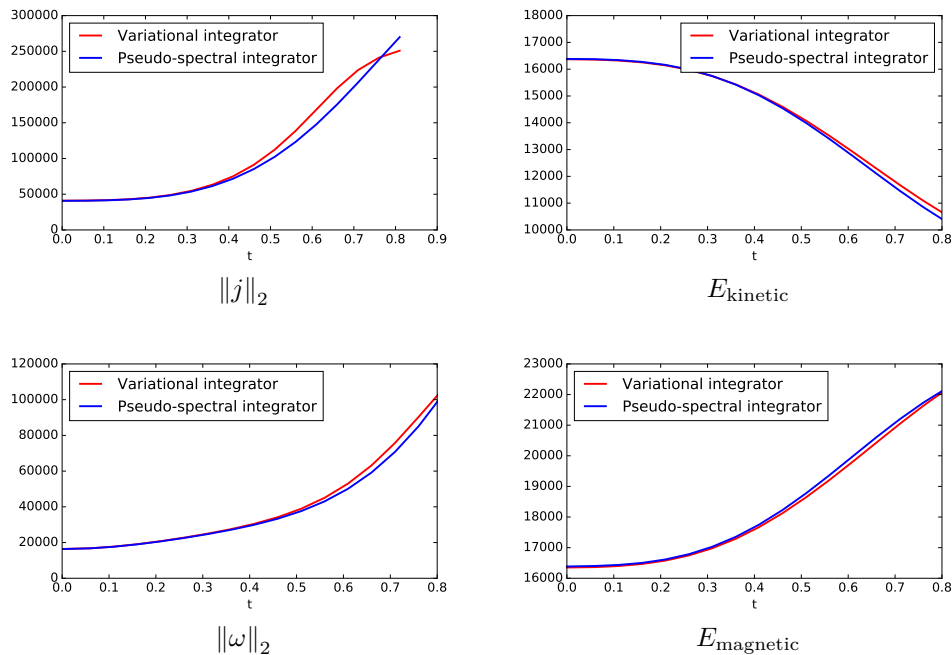 300000
250000
200000
150000
100000
50000
0
Variational integrator
Pseudo-spectral integrator
0.0 0.1 0.2 0.3 0.4 0.5 0.6 0.7 0.8 0.9
t
‖j‖₂
18000
17000
16000
15000
14000
13000
12000
11000
10000
Variational integrator
Pseudo-spectral integrator
0.0 0.1 0.2 0.3 0.4 0.5 0.6 0.7 0.8
t
E_kinetic
120000
100000
80000
60000
40000
20000
0
Variational integrator
Pseudo-spectral integrator
0.0 0.1 0.2 0.3 0.4 0.5 0.6 0.7 0.8
t
‖ω‖₂
23000
22000
21000
20000
19000
18000
17000
16000
Variational integrator
Pseudo-spectral integrator
0.0 0.1 0.2 0.3 0.4 0.5 0.6 0.7 0.8
t
E_magnetic